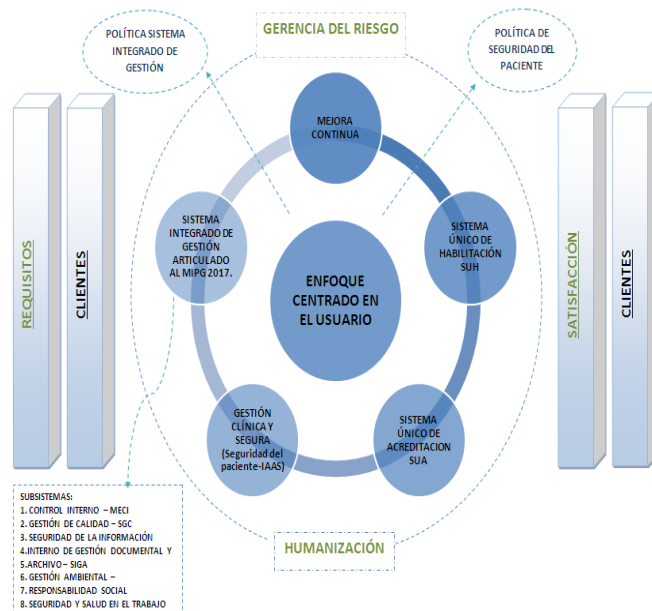 POLÍTICA SISTEMA
INTEGRADO DE
GESTIÓN
GERENCIA DEL RIESGO
POLÍTICA DE
SEGURIDAD DEL
PACIENTE
REQUISITOS
CLIENTES
MEJORA
CONTINUA
SISTEMA
INTEGRADO DE
GESTIÓN
ARTICULADO
AL MIPG 2017.
SISTEMA
ÚNICO DE
HABILITACIÓN
SUH
ENFOQUE
CENTRADO EN
EL USUARIO
SATISFACCIÓN
CLIENTES
GESTIÓN
CLÍNICA Y
SEGURA
(Seguridad del
paciente-IAAS)
SISTEMA
ÚNICO DE
ACREDITACION
SUA
HUMANIZACIÓN
SUBSISTEMAS:
1. CONTROL INTERNO – MECI
2. GESTIÓN DE CALIDAD – SGC
3. SEGURIDAD DE LA INFORMACIÓN
4.INTERNO DE GESTIÓN DOCUMENTAL Y
5.ARCHIVO – SIGA
6. GESTIÓN AMBIENTAL –
7. RESPONSABILIDAD SOCIAL
8. SEGURIDAD Y SALUD EN EL TRABAJO